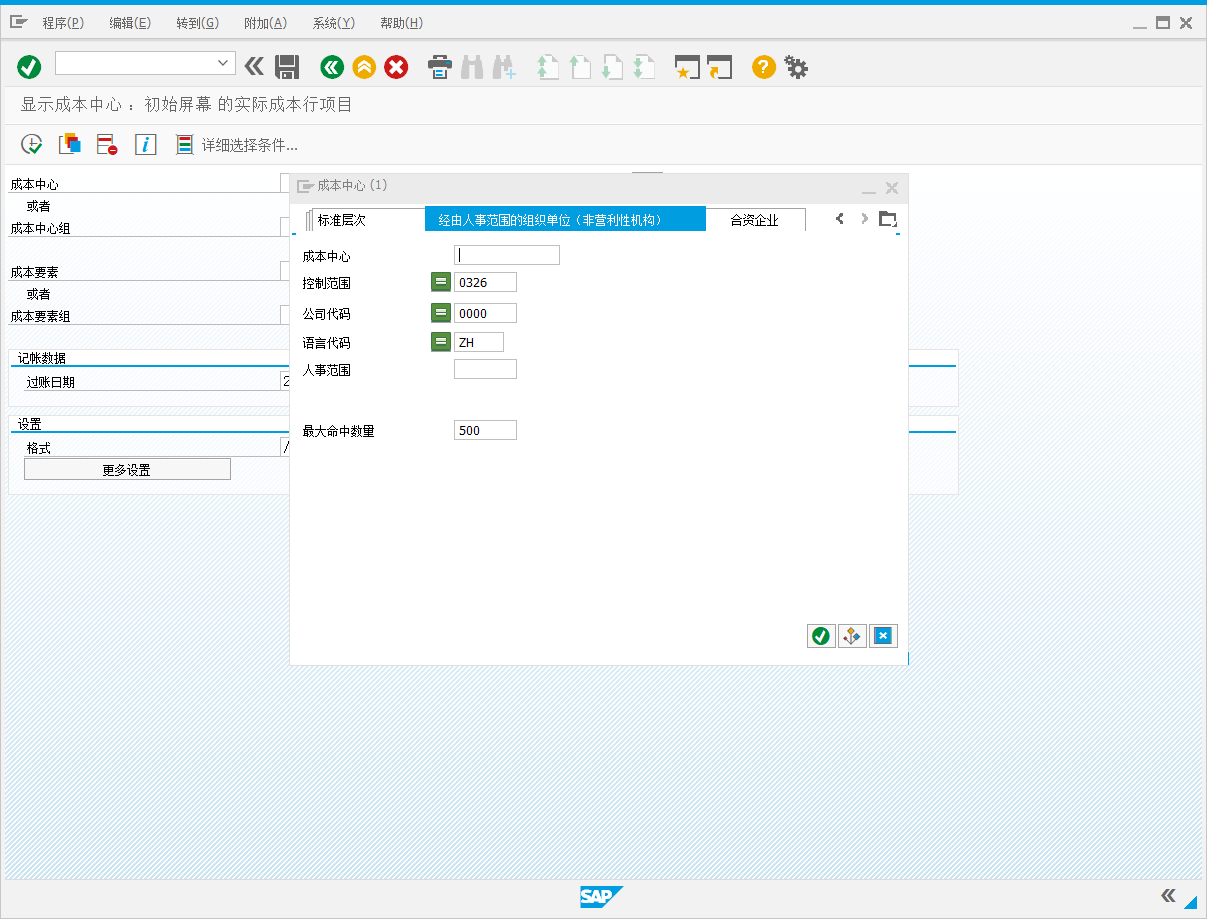 程序(P) 编辑(E) 转到(G) 附加(A) 系统(Y) 帮助(H)
显示成本中心 ：初始屏幕 的实际成本行项目
详细选择条件...
成本中心
或者
成本中心组
成本要素
或者
成本要素组
记帐数据
过账日期 2
设置
格式 /
更多设置
成本中心 (1)
标准层次 经由人事范围的组织单位（非营利性机构） 合资企业
成本中心
控制范围 0326
公司代码 0000
语言代码 ZH
人事范围
最大命中数量 500
SAP